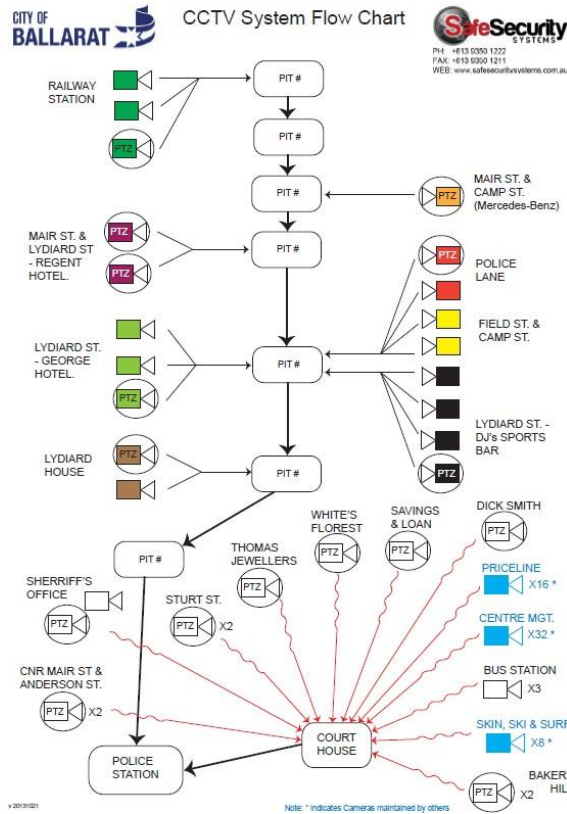 CITY OF
BALLARAT
CCTV System Flow Chart
SafeSecurity
SYSTEMS
PH: +613 9350 1222
FAX: +613 9350 1211
WEB: www.safesecuritysystems.com.au
RAILWAY
STATION
PTZ
PIT #
PIT #
PIT #
PTZ
MAIR ST. &
CAMP ST.
(Mercedes-Benz)
MAIR ST. &
LYDIARD ST
- REGENT
HOTEL.
PTZ
PTZ
PIT #
PTZ
POLICE
LANE
FIELD ST. &
CAMP ST.
LYDIARD ST.
- GEORGE
HOTEL.
PTZ
PIT #
LYDIARD ST. -
DJ's SPORTS
BAR
PTZ
LYDIARD
HOUSE
PTZ
PIT #
PIT #
SHERRIFF'S
OFFICE
PTZ
STURT ST.
PTZ X2
THOMAS
JEWELLERS
PTZ
WHITE'S
FLOREST
PTZ
SAVINGS
& LOAN
PTZ
DICK SMITH
PTZ
PRICELINE
X16 *
CENTRE MGT.
X32 *
BUS STATION
X3
SKIN, SKI & SURF
X8 *
BAKERY
HILL
PTZ X2
CNR MAIR ST &
ANDERSON ST.
PTZ X2
POLICE
STATION
COURT
HOUSE
v 20131021
Note: * Indicates Cameras maintained by others